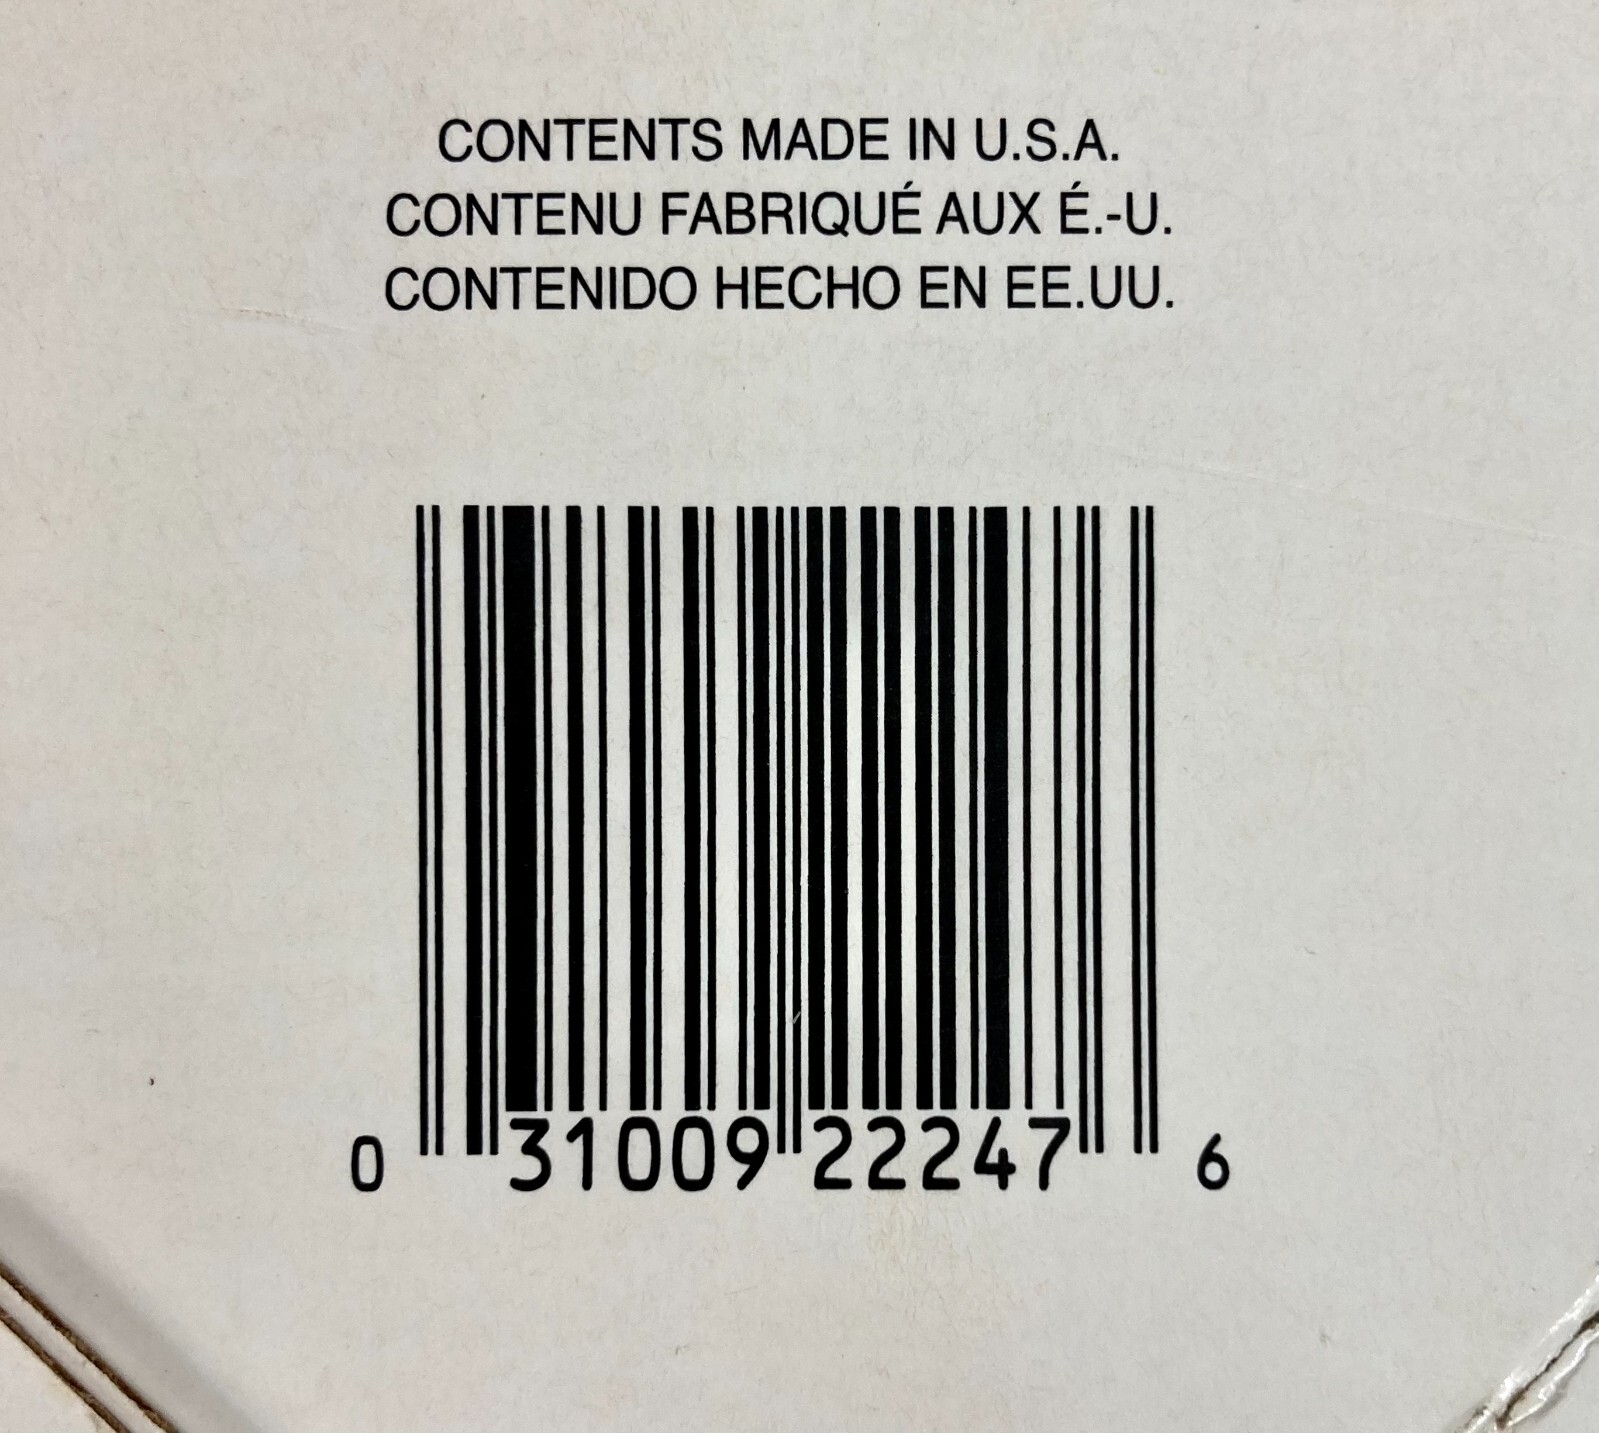 CONTENTS MADE IN U.S.A.
CONTENU FABRIQUÉ AUX É.-U.
CONTENIDO HECHO EN EE.UU.
0 31009 22247 6